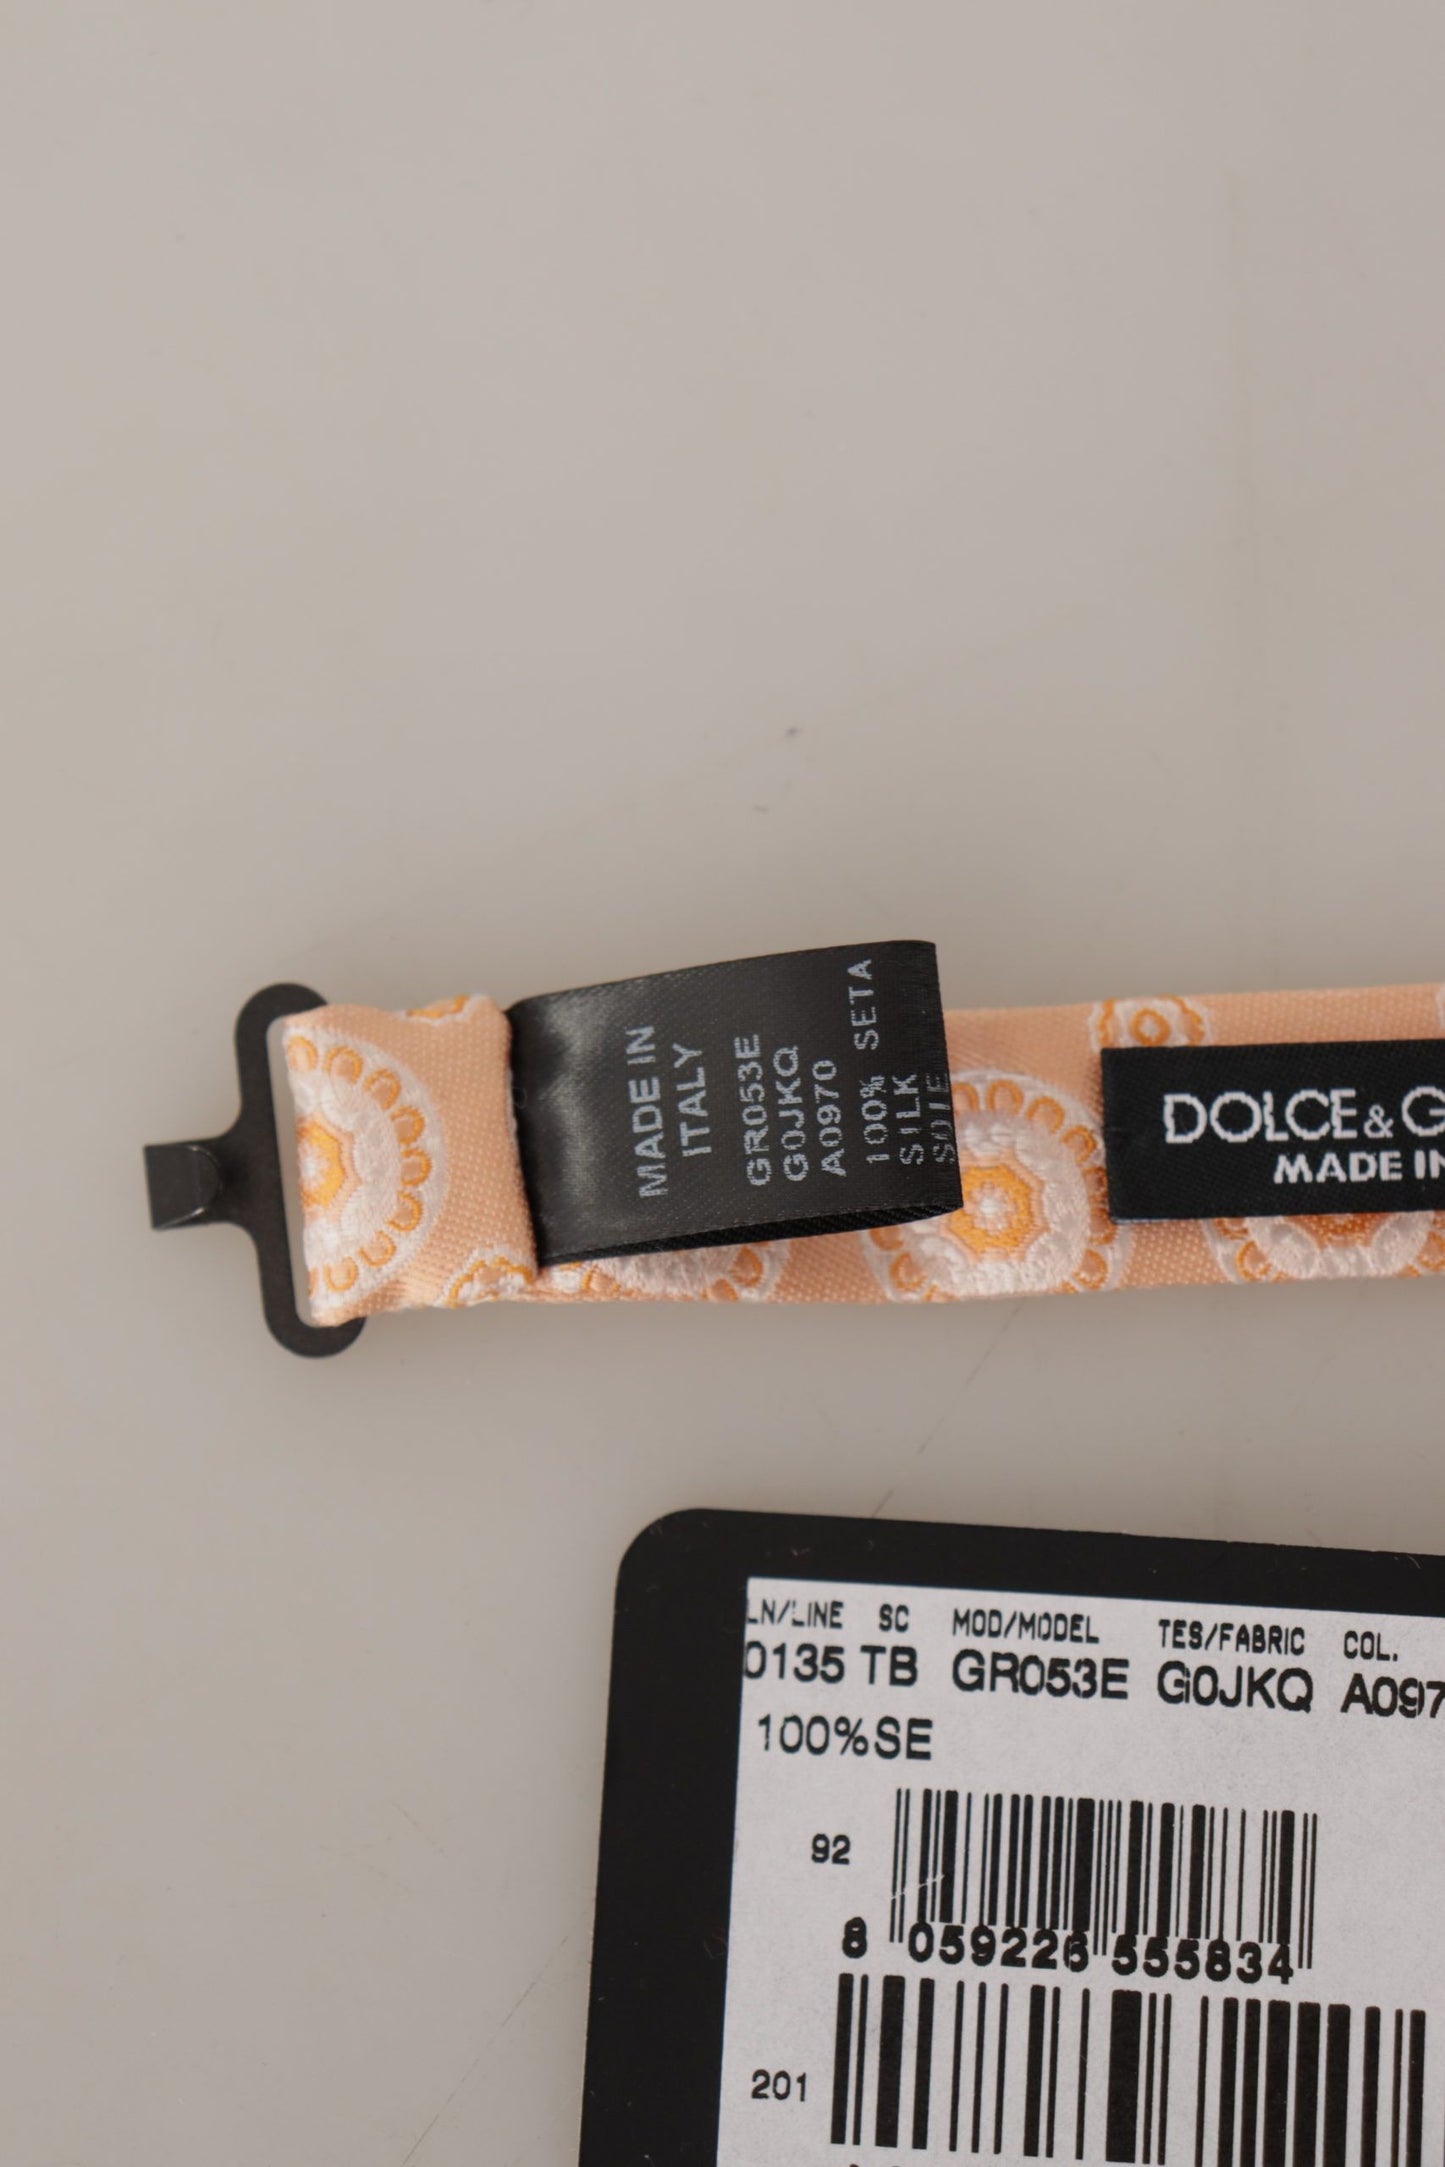 MADE IN
ITALY
GR053E
G0JKQ
A0970
100% SETA
SILK
SOIE
DOLCE & G
MADE IN
LN/LINE SC MOD/MODEL TES/FABRIC COL.
0135 TB GR053E G0JKQ A097
100%SE
92
8 059226 555834
201